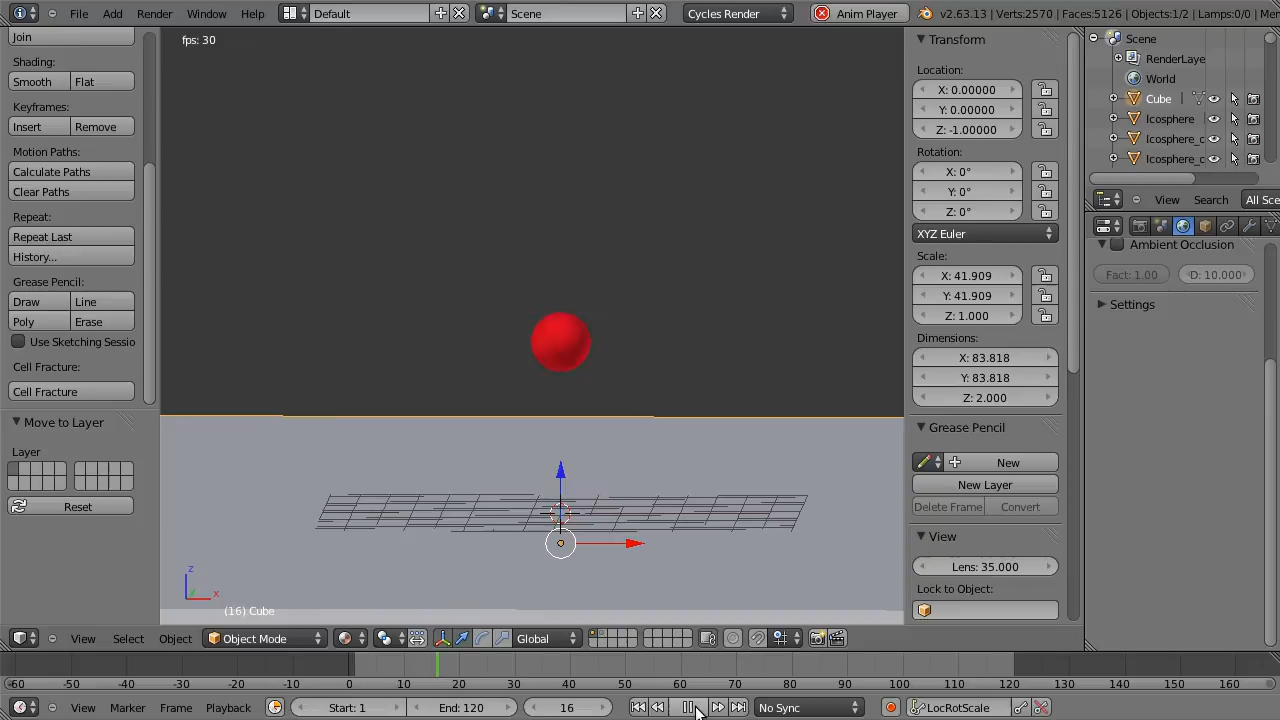 File Add Render Window Help Default Scene Cycles Render Anim Player v2.63.13 | Verts:2570 | Faces:5126 | Objects:1/2 | Lamps:0/0 |
Join
Shading:
Smooth Flat
Keyframes:
Insert Remove
Motion Paths:
Calculate Paths
Clear Paths
Repeat:
Repeat Last
History...
Grease Pencil:
Draw Line
Poly Erase
Use Sketching Sessio
Cell Fracture:
Cell Fracture
Move to Layer
Layer
Reset
fps: 30
z
x
(16) Cube
Transform
Location:
X: 0.00000
Y: 0.00000
Z: -1.00000
Rotation:
X: 0°
Y: 0°
Z: 0°
XYZ Euler
Scale:
X: 41.909
Y: 41.909
Z: 1.000
Dimensions:
X: 83.818
Y: 83.818
Z: 2.000
Grease Pencil
New
New Layer
Delete Frame Convert
View
Lens: 35.000
Lock to Object:
Scene
RenderLaye
World
Cube
Icosphere
Icosphere_c
Icosphere_c
View Search All Sce
Ambient Occlusion
Fact: 1.00 D: 10.000
Settings
View Select Object Object Mode Global
-60 -50 -40 -30 -20 -10 0 10 20 30 40 50 60 70 80 90 100 110 120 130 140 150 160
View Marker Frame Playback Start: 1 End: 120 16 No Sync LocRotScale